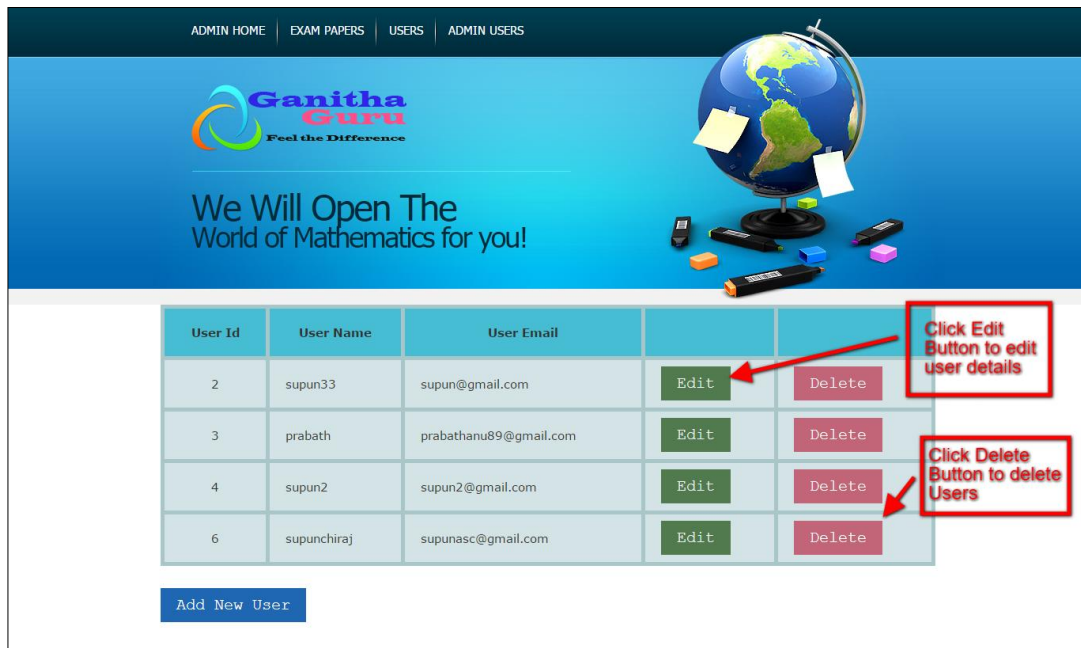 ADMIN HOME EXAM PAPERS USERS ADMIN USERS
Ganitha
Guru
Feel the Difference
We Will Open The
World of Mathematics for you!
User Id User Name User Email
2 supun33 supun@gmail.com Edit Delete
3 prabath prabathanu89@gmail.com Edit Delete
4 supun2 supun2@gmail.com Edit Delete
6 supunchiraj supunasc@gmail.com Edit Delete
Add New User
Click Edit
Button to edit
user details
Click Delete
Button to delete
Users